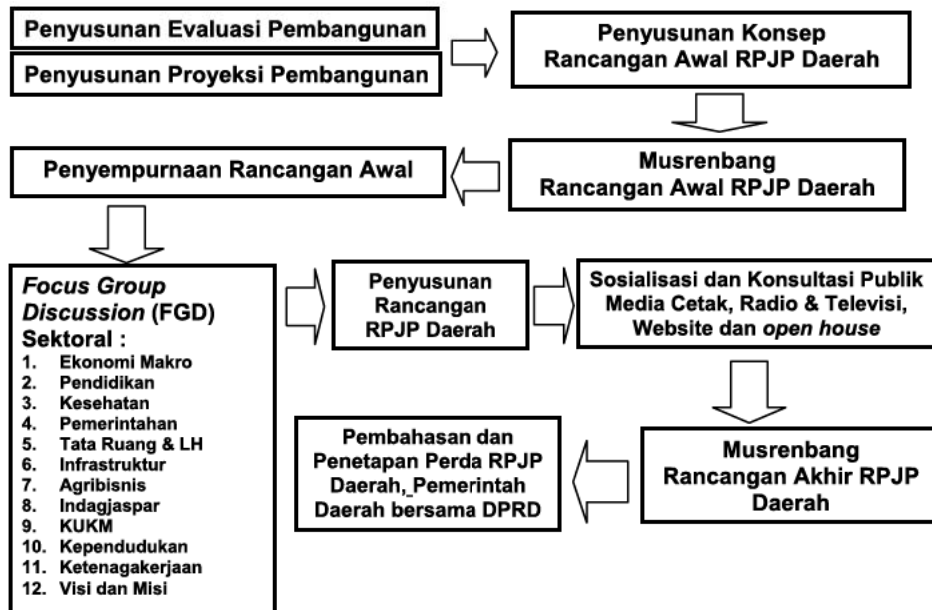 Penyusunan Evaluasi Pembangunan
Penyusunan Proyeksi Pembangunan
Penyusunan Konsep
Rancangan Awal RPJP Daerah
Musrenbang
Rancangan Awal RPJP Daerah
Penyempurnaan Rancangan Awal
Focus Group
Discussion (FGD)
Sektoral :
1. Ekonomi Makro
2. Pendidikan
3. Kesehatan
4. Pemerintahan
5. Tata Ruang & LH
6. Infrastruktur
7. Agribisnis
8. Indagjaspar
9. KUKM
10. Kependudukan
11. Ketenagakerjaan
12. Visi dan Misi
Penyusunan
Rancangan
RPJP Daerah
Sosialisasi dan Konsultasi Publik
Media Cetak, Radio & Televisi,
Website dan open house
Musrenbang
Rancangan Akhir RPJP
Daerah
Pembahasan dan
Penetapan Perda RPJP
Daerah, Pemerintah
Daerah bersama DPRD